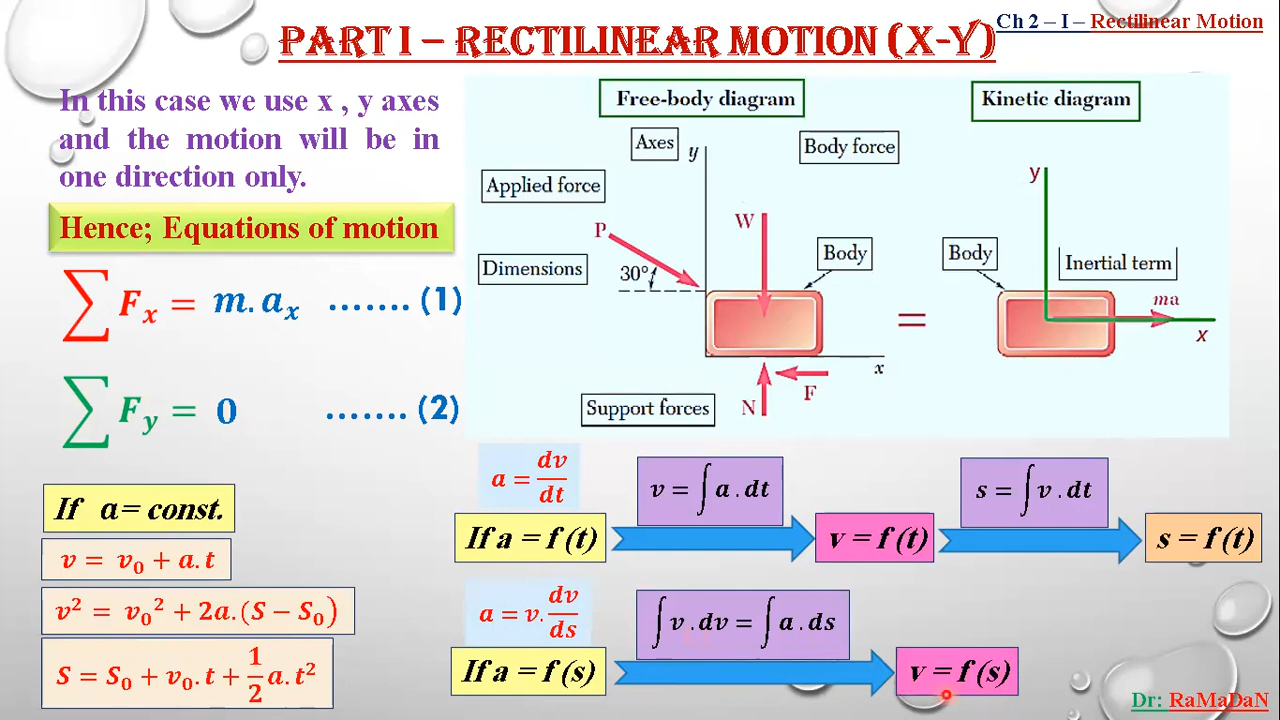 Ch 2 – I – Rectilinear Motion
PART I – RECTILINEAR MOTION (X-Y)
In this case we use x , y axes
and the motion will be in
one direction only.
Hence; Equations of motion
∑ Fₓ = m. aₓ ……. (1)
∑ F_y = 0 ……. (2)
Free-body diagram
Kinetic diagram
Axes
y
Body force
Applied force
P
W
Dimensions
30°
Body
x
Support forces
N
F
=
y
Body
Inertial term
ma
x
If a = const.
v = v₀ + a.t
v² = v₀² + 2a.(S − S₀)
S = S₀ + v₀.t + 1/2 a.t²
a = dv/dt
v = ∫ a .dt
s = ∫ v .dt
If a = f (t)
v = f (t)
s = f (t)
a = v. dv/ds
∫ v .dv = ∫ a .ds
If a = f (s)
v = f (s)
Dr: RaMaDaN